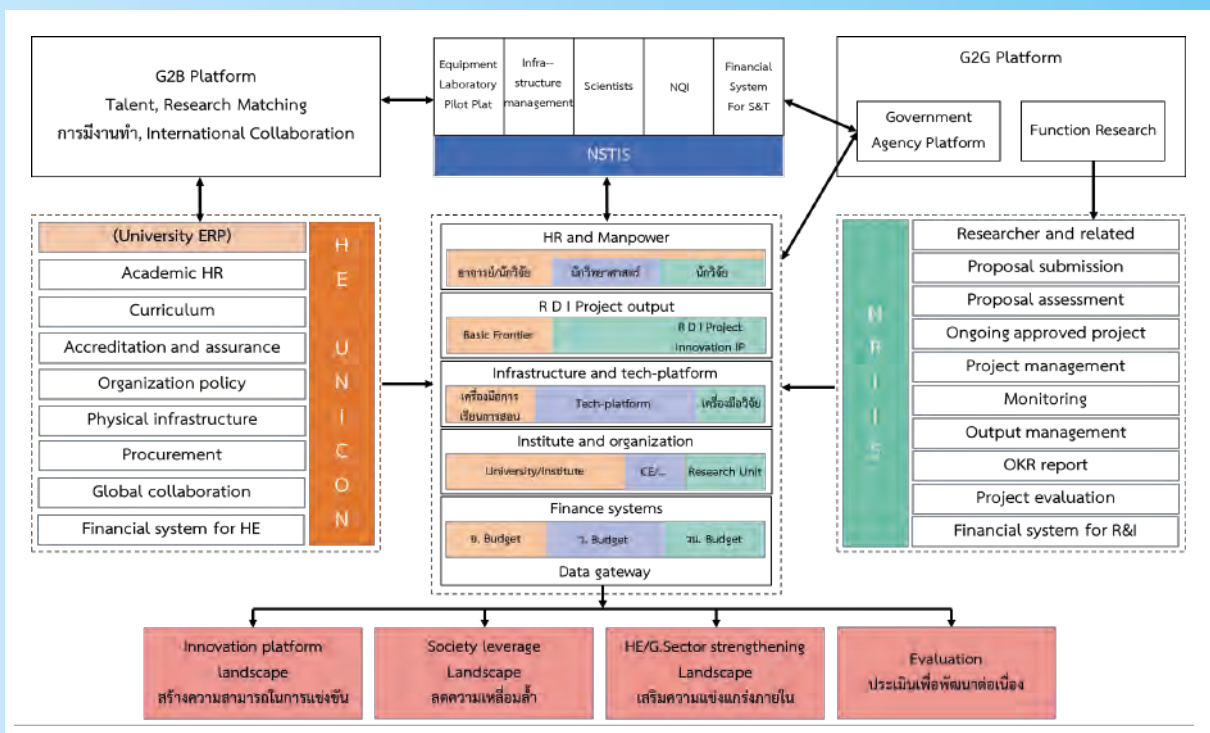 G2B Platform
Talent, Research Matching
การมีงานทำ, International Collaboration
Equipment
Laboratory
Pilot Plat
Infra--
structure
management
Scientists
NQI
Financial
System
For S&T
NSTIS
G2G Platform
Government
Agency Platform
Function Research
(University ERP)
Academic HR
Curriculum
Accreditation and assurance
Organization policy
Physical infrastructure
Procurement
Global collaboration
Financial system for HE
HE UNICON
HR and Manpower
อาจารย์/นักวิจัย
นักวิทยาศาสตร์
นักวิจัย
R D I Project output
Basic Frontier
R D I Project
Innovation IP
Infrastructure and tech-platform
เครื่องมือการ
เรียนการสอน
Tech-platform
เครื่องมือวิจัย
Institute and organization
University/Institute
CE/...
Research Unit
Finance systems
อ. Budget
ว. Budget
วน. Budget
Data gateway
NRIIS
Researcher and related
Proposal submission
Proposal assessment
Ongoing approved project
Project management
Monitoring
Output management
OKR report
Project evaluation
Financial system for R&I
Innovation platform
landscape
สร้างความสามารถในการแข่งขัน
Society leverage
Landscape
ลดความเหลื่อมล้ำ
HE/G.Sector strengthening
Landscape
เสริมความแข่งแกร่งภายใน
Evaluation
ประเมินเพื่อพัฒนาต่อเนื่อง